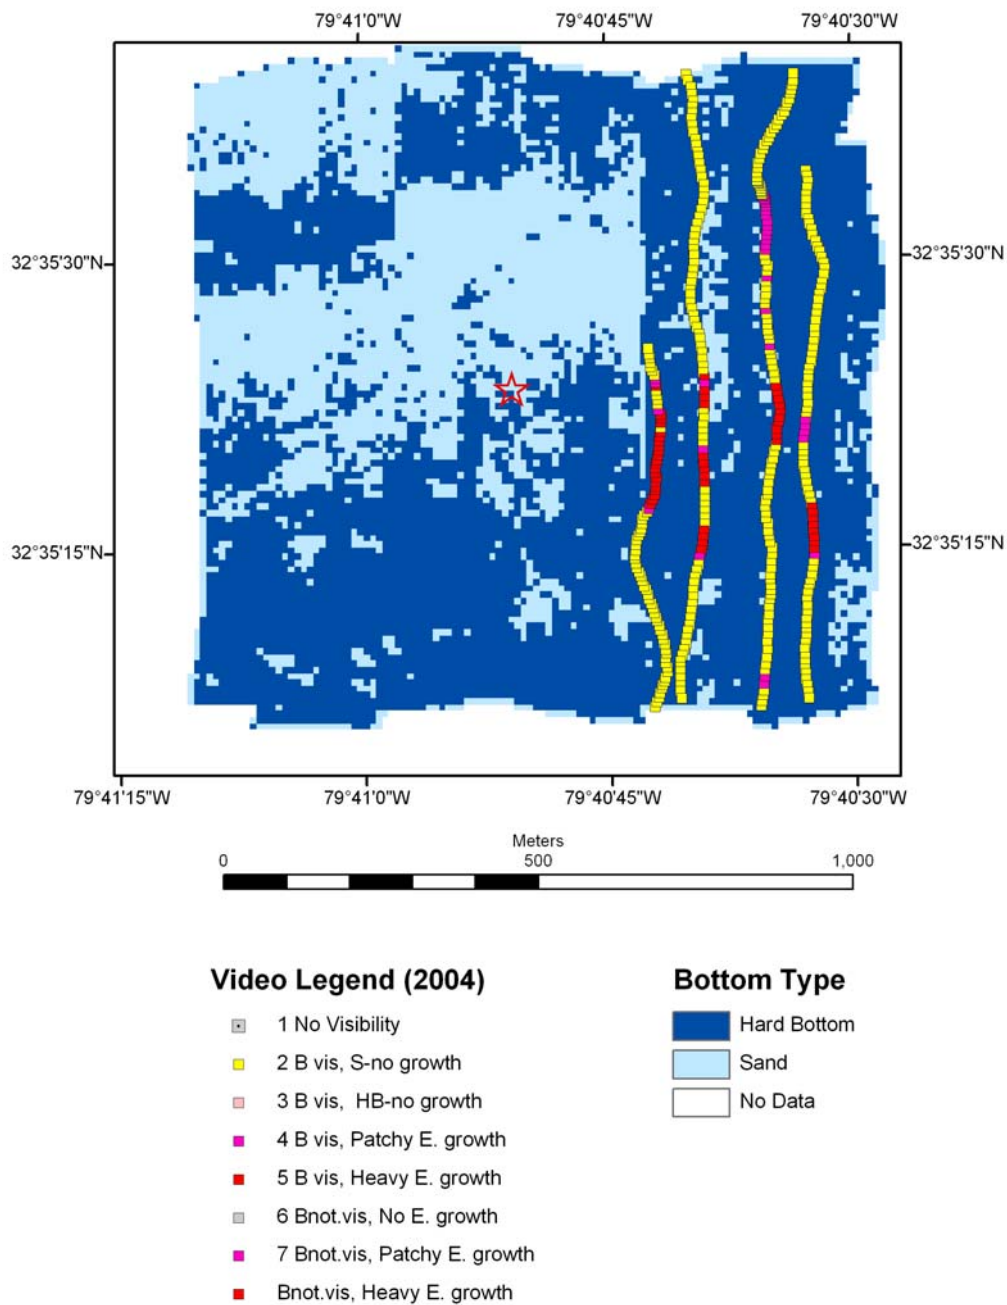 79°41'0"W 79°40'45"W 79°40'30"W
32°35'30"N 32°35'30"N
32°35'15"N 32°35'15"N
79°41'15"W 79°41'0"W 79°40'45"W 79°40'30"W
Meters
0 500 1,000
Video Legend (2004)
1 No Visibility
2 B vis, S-no growth
3 B vis, HB-no growth
4 B vis, Patchy E. growth
5 B vis, Heavy E. growth
6 Bnot.vis, No E. growth
7 Bnot.vis, Patchy E. growth
Bnot.vis, Heavy E. growth
Bottom Type
Hard Bottom
Sand
No Data